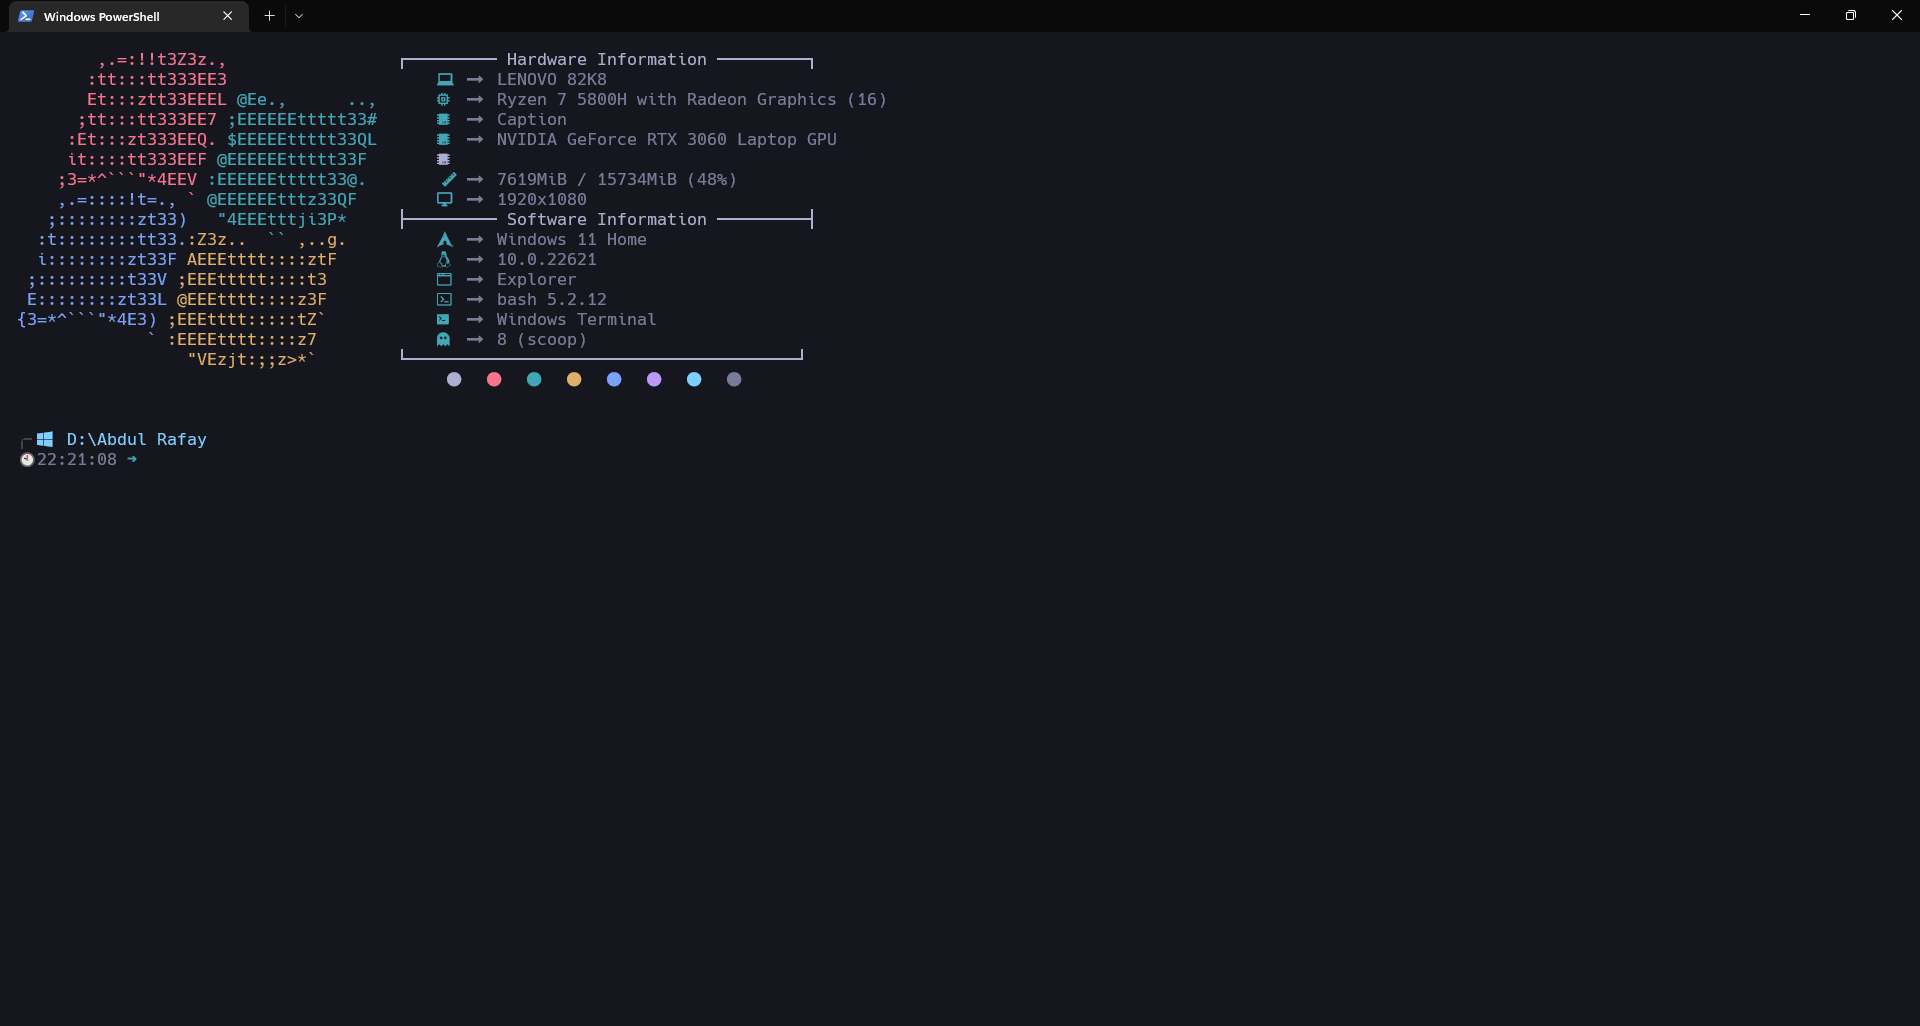 Windows PowerShell
Hardware Information
LENOVO 82K8
Ryzen 7 5800H with Radeon Graphics (16)
Caption
NVIDIA GeForce RTX 3060 Laptop GPU
7619MiB / 15734MiB (48%)
1920x1080
Software Information
Windows 11 Home
10.0.22621
Explorer
bash 5.2.12
Windows Terminal
8 (scoop)
,.=:!!t3Z3z.,
:tt:::tt333EE3
Et:::ztt33EEEL @Ee.,      ..,
;tt:::tt333EE7 ;EEEEEEttttt33#
:Et:::zt333EEQ. $EEEEEttttt33QL
it::::tt333EEF @EEEEEEttttt33F
;3=*^```"*4EEV :EEEEEEttttt33@.
,.=::::!t=., ` @EEEEEEtttz33QF
;::::::::zt33)   "4EEEtttji3P*
:t::::::::tt33.:Z3z..  `` ,..g.
i::::::::zt33F AEEEtttt::::ztF
;:::::::::t33V ;EEEttttt::::t3
E::::::::zt33L @EEEtttt::::z3F
{3=*^```"*4E3) ;EEEtttt:::::tZ`
` :EEEEtttt::::z7
"VEzjt:;;z>*`
D:\Abdul Rafay
22:21:08 ➜